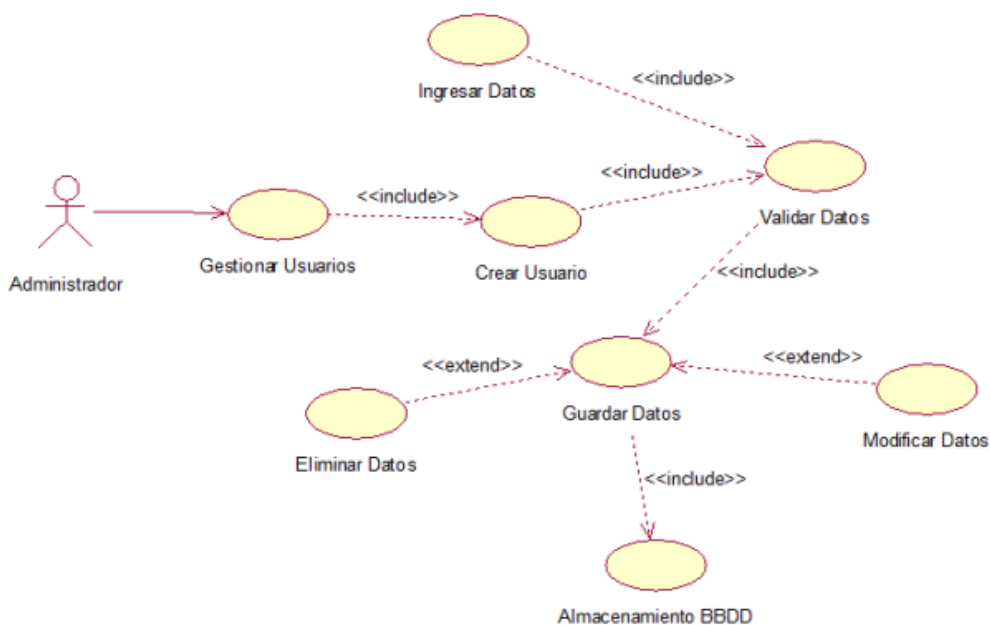 Ingresar Datos
<<include>>
<<include>>
<<include>>
Validar Datos
Gestionar Usuarios
Crear Usuario
Administrador
<<include>>
<<extend>>
<<extend>>
Guardar Datos
Eliminar Datos
Modificar Datos
<<include>>
Almacenamiento BBDD